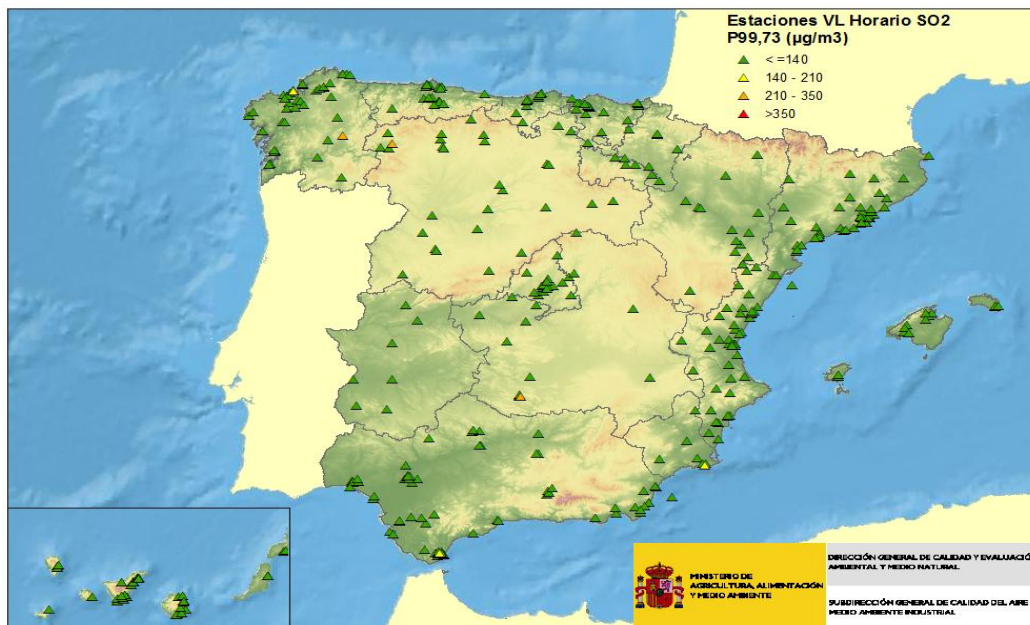 Estaciones VL Horario SO2
P99,73 (µg/m3)
< =140
140 - 210
210 - 350
>350
MINISTERIO DE
AGRICULTURA, ALIMENTACIÓN
Y MEDIO AMBIENTE
DIRECCIÓN GENERAL DE CALIDAD Y EVALUACIÓ
AMBIENTAL Y MEDIO NATURAL
SUBDIRECCIÓN GENERAL DE CALIDAD DEL AIRE
MEDIO AMBIENTE INDUSTRIAL